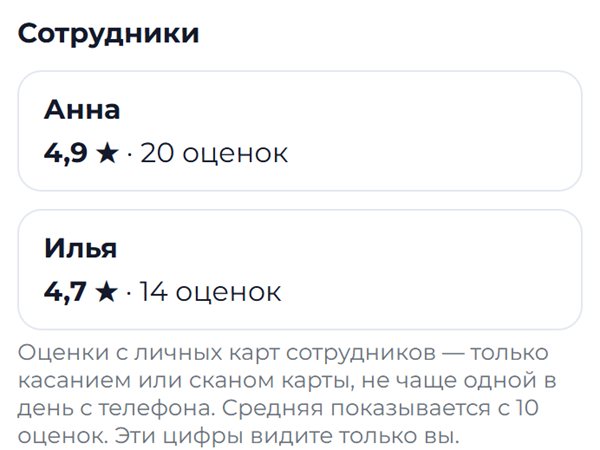 Сотрудники
Анна
4,9 ★ · 20 оценок
Илья
4,7 ★ · 14 оценок
Оценки с личных карт сотрудников — только
касанием или сканом карты, не чаще одной в
день с телефона. Средняя показывается с 10
оценок. Эти цифры видите только вы.